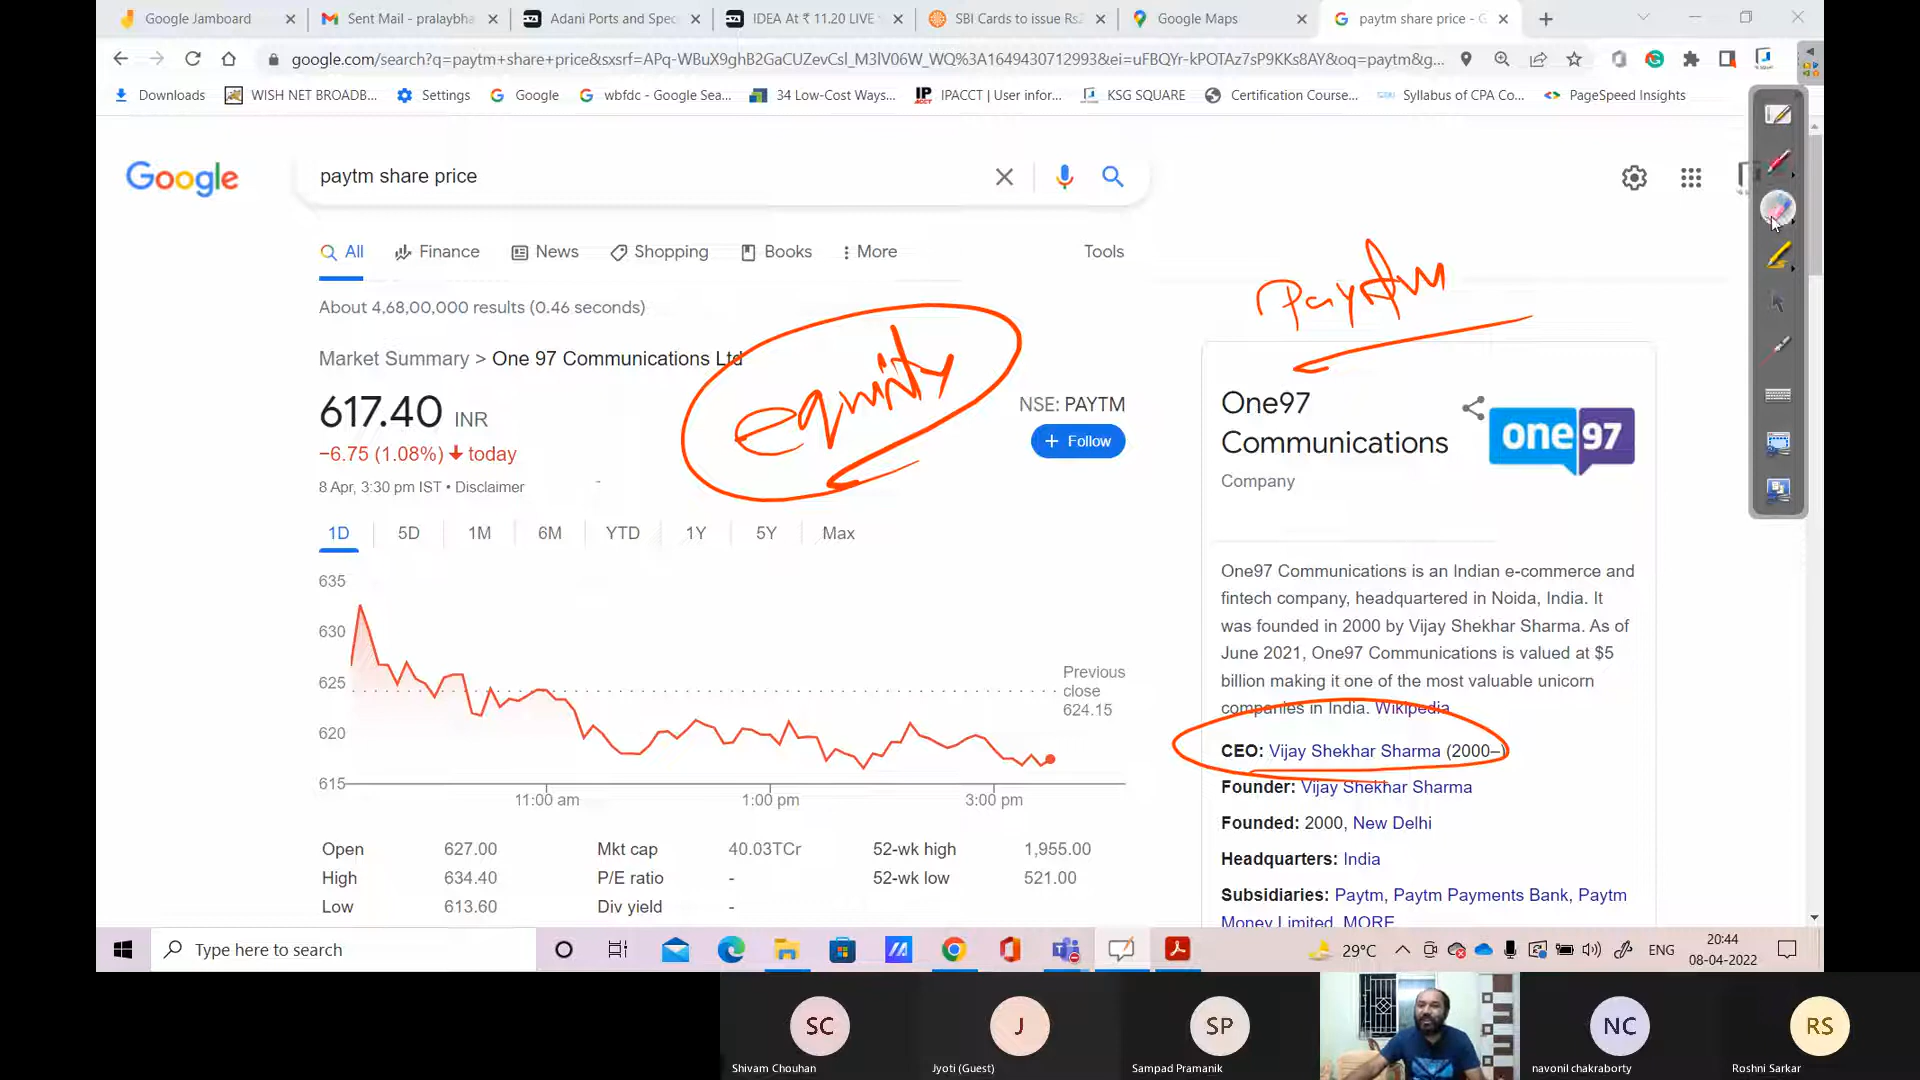 Google Jamboard
Sent Mail - pralaybha
Adani Ports and Spec
IDEA At ₹ 11.20 LIVE
SBI Cards to issue Rs
Google Maps
paytm share price - G
google.com/search?q=paytm+share+price&sxsrf=APq-WBuX9ghB2GaCUZevCsl_M3lV06W_WQ%3A1649430712993&ei=uFBQYr-kPOTAz7sP9KKs8AY&oq=paytm&g...
Downloads
WISH NET BROADB...
Settings
Google
wbfdc - Google Sea...
34 Low-Cost Ways...
IPACCT | User infor...
KSG SQUARE
Certification Course...
Syllabus of CPA Co...
PageSpeed Insights
Google
paytm share price
All
Finance
News
Shopping
Books
More
Tools
About 4,68,00,000 results (0.46 seconds)
Market Summary > One 97 Communications Ltd
617.40 INR
−6.75 (1.08%) today
8 Apr, 3:30 pm IST • Disclaimer
equity
NSE: PAYTM
+ Follow
1D
5D
1M
6M
YTD
1Y
5Y
Max
635
630
625
620
615
Previous
close
624.15
11:00 am
1:00 pm
3:00 pm
Open 627.00 Mkt cap 40.03TCr 52-wk high 1,955.00
High 634.40 P/E ratio - 52-wk low 521.00
Low 613.60 Div yield -
Paytm
One97
Communications
one97
Company
One97 Communications is an Indian e-commerce and
fintech company, headquartered in Noida, India. It
was founded in 2000 by Vijay Shekhar Sharma. As of
June 2021, One97 Communications is valued at $5
billion making it one of the most valuable unicorn
companies in India. Wikipedia
CEO: Vijay Shekhar Sharma (2000–)
Founder: Vijay Shekhar Sharma
Founded: 2000, New Delhi
Headquarters: India
Subsidiaries: Paytm, Paytm Payments Bank, Paytm
Money Limited, MORE
Type here to search
29°C
ENG
20:44
08-04-2022
SC
J
SP
NC
RS
Shivam Chouhan
Jyoti (Guest)
Sampad Pramanik
navonil chakraborty
Roshni Sarkar